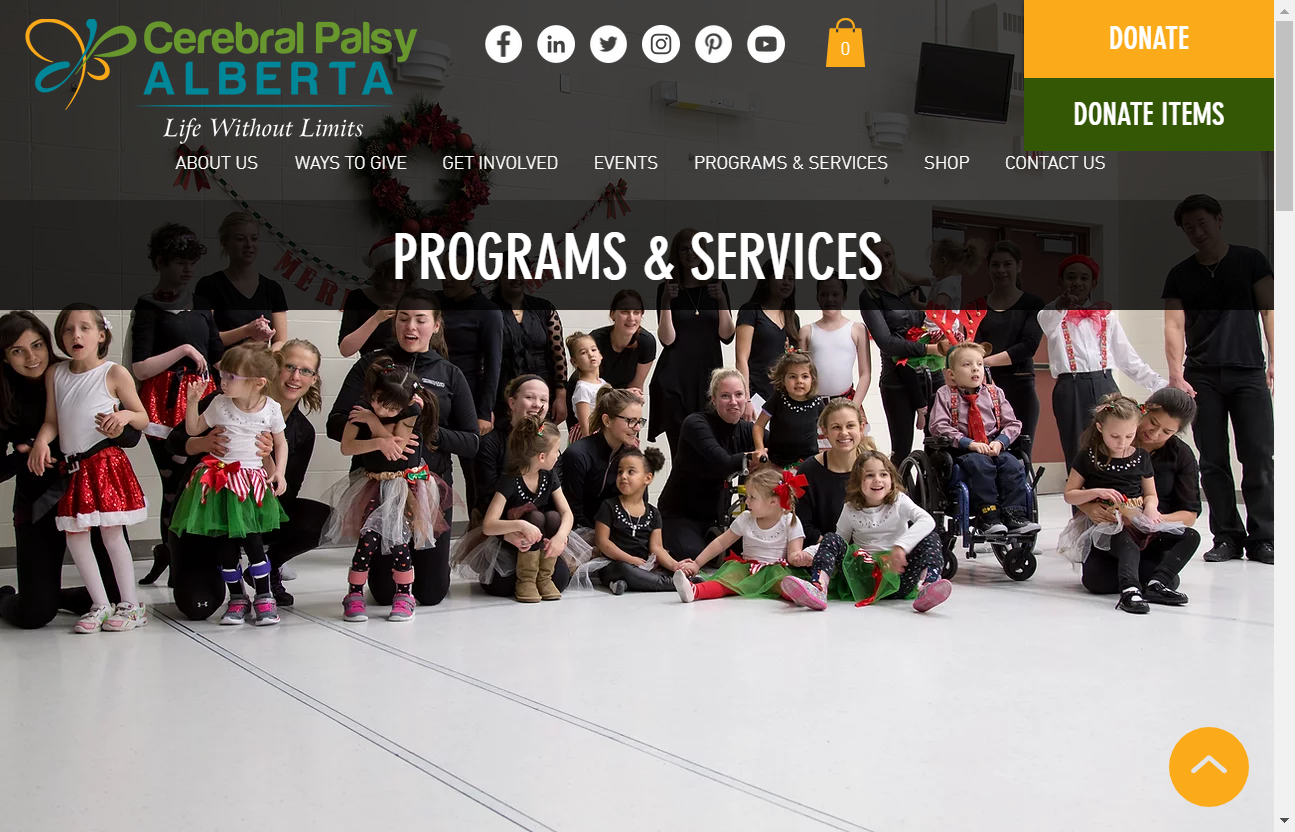 Cerebral Palsy
ALBERTA
Life Without Limits
0
DONATE
DONATE ITEMS
ABOUT US WAYS TO GIVE GET INVOLVED EVENTS PROGRAMS & SERVICES SHOP CONTACT US
PROGRAMS & SERVICES
MERR